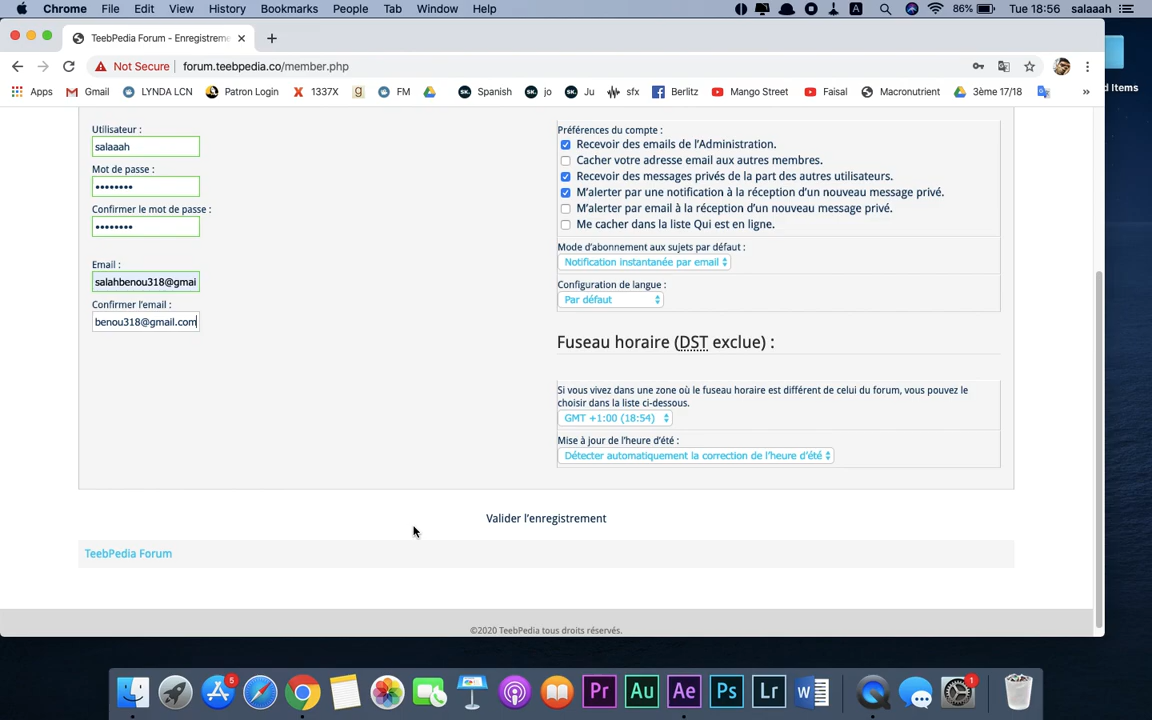 Chrome File Edit View History Bookmarks People Tab Window Help 86% Tue 18:56 salaaah
TeebPedia Forum - Enregistreme
Not Secure forum.teebpedia.co/member.php
Apps Gmail LYNDA LCN Patron Login 1337X FM Spanish jo Ju sfx Berlitz Mango Street Faisal Macronutrient 3ème 17/18 »
d Items
Utilisateur :
salaaah
Mot de passe :
••••••••
Confirmer le mot de passe :
••••••••
Email :
salahbenou318@gmai
Confirmer l'email :
benou318@gmail.com
Préférences du compte :
Recevoir des emails de l'Administration.
Cacher votre adresse email aux autres membres.
Recevoir des messages privés de la part des autres utilisateurs.
M'alerter par une notification à la réception d'un nouveau message privé.
M'alerter par email à la réception d'un nouveau message privé.
Me cacher dans la liste Qui est en ligne.
Mode d'abonnement aux sujets par défaut :
Notification instantanée par email
Configuration de langue :
Par défaut
Fuseau horaire (DST exclue) :
Si vous vivez dans une zone où le fuseau horaire est différent de celui du forum, vous pouvez le
choisir dans la liste ci-dessous.
GMT +1:00 (18:54)
Mise à jour de l'heure d'été :
Détecter automatiquement la correction de l'heure d'été
Valider l'enregistrement
TeebPedia Forum
©2020 TeebPedia tous droits réservés.
5 Pr Au Ae Ps Lr W 1